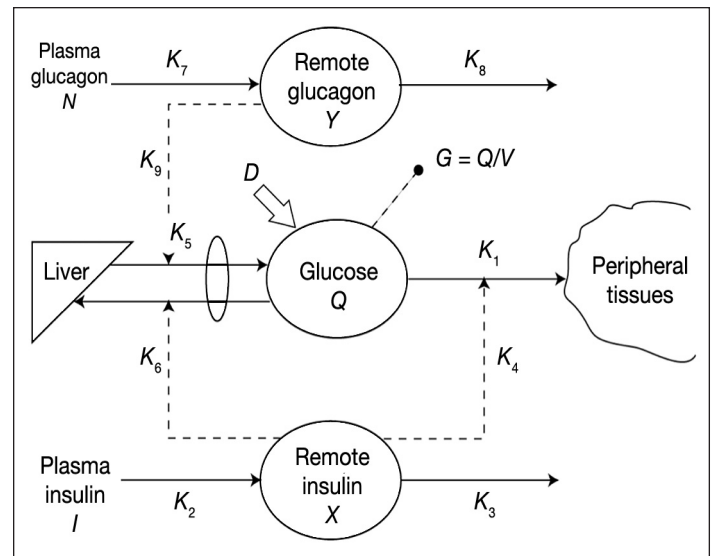 Plasma
glucagon
N
K7
Remote
glucagon
Y
K8
K9
D
G = Q/V
K5
Liver
Glucose
Q
K1
Peripheral
tissues
K6
K4
Plasma
insulin
I
K2
Remote
insulin
X
K3